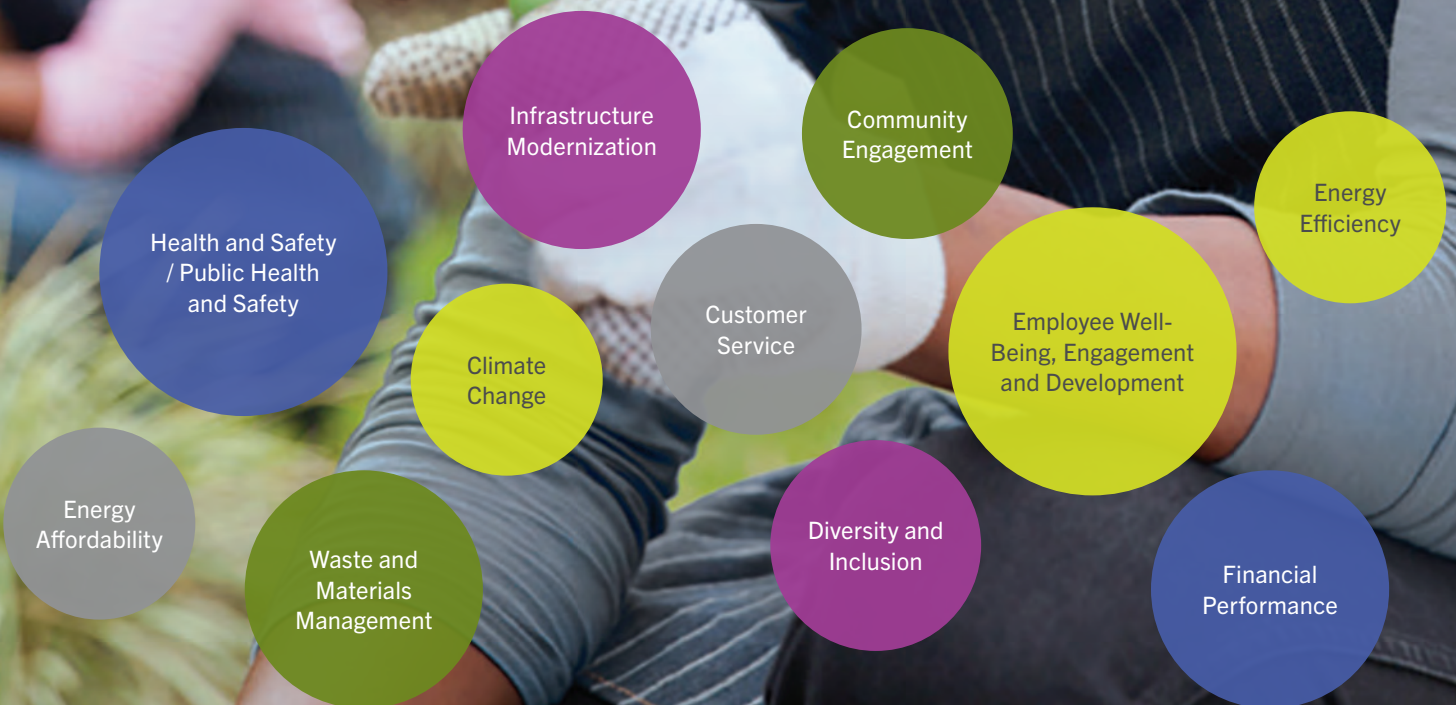 Infrastructure
Modernization
Community
Engagement
Energy
Efficiency
Health and Safety
/ Public Health
and Safety
Customer
Service
Employee Well-
Being, Engagement
and Development
Climate
Change
Energy
Affordability
Waste and
Materials
Management
Diversity and
Inclusion
Financial
Performance